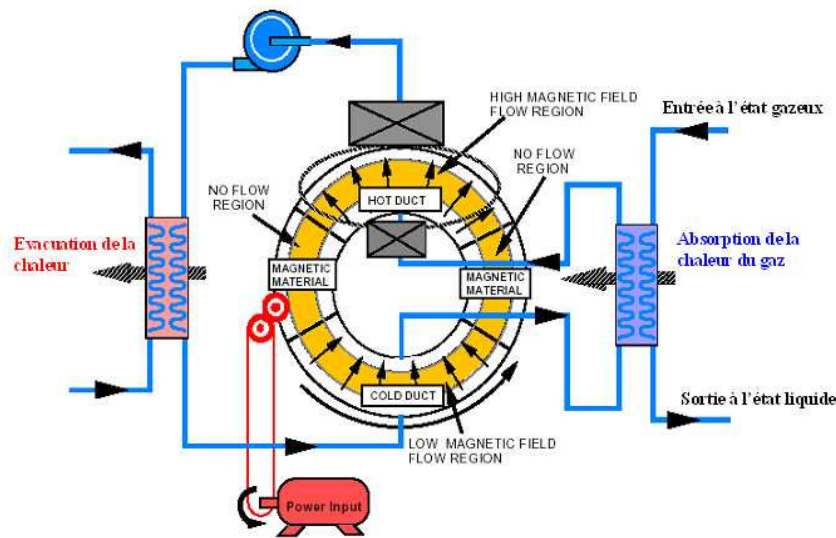 HIGH MAGNETIC FIELD
FLOW REGION
Entrée à l'état gazeux
NO FLOW
REGION
NO FLOW
REGION
HOT DUCT
Evacuation de la
chaleur
Absorption de la
chaleur du gaz
MAGNETIC
MATERIAL
MAGNETIC
MATERIAL
COLD DUCT
Sortie à l'état liquide
LOW MAGNETIC FIELD
FLOW REGION
Power Input